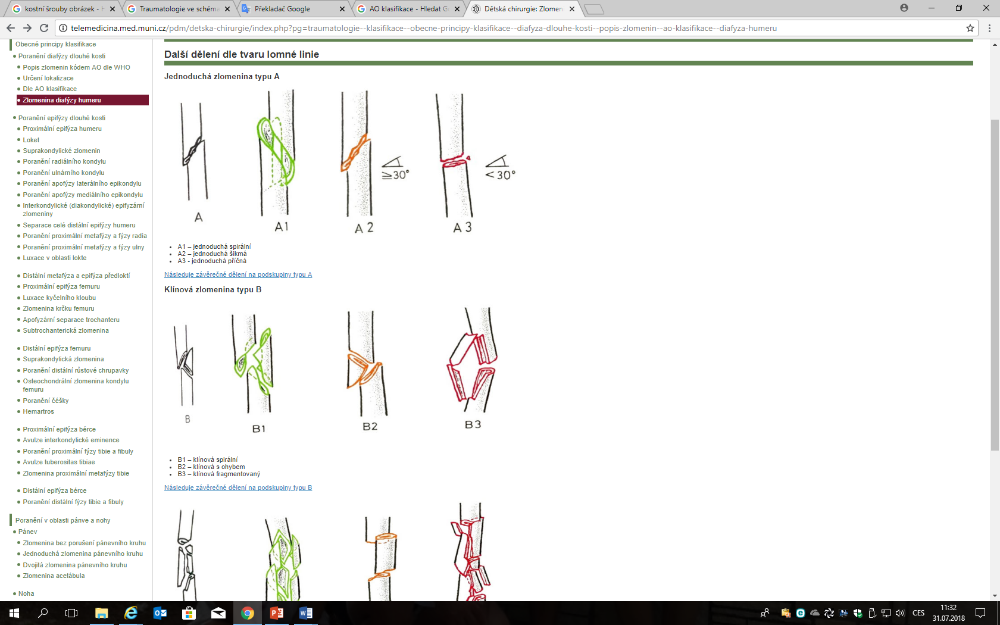 kostní šrouby obrázek - H
Traumatologie ve schéma
Překladač Google
AO klasifikace - Hledat G
Dětská chirurgie: Zlomen
telemedicina.med.muni.cz/pdm/detska-chirurgie/index.php?pg=traumatologie--klasifikace--obecne-principy-klasifikace--diafyza-dlouhe-kosti--popis-zlomenin--ao-klasifikace--diafyza-humeru
Obecné principy klasifikace
Poranění diafýzy dlouhé kosti
Popis zlomenin kódem AO dle WHO
Určení lokalizace
Dle AO klasifikace
Zlomenina diafýzy humeru
Poranění epifýzy dlouhé kosti
Proximální epifýza humeru
Loket
Suprakondylické zlomenin
Poranění radiálního kondylu
Poranění ulnárního kondylu
Poranění apofýzy laterálního epikondylu
Poranění apofýzy mediálního epikondylu
Interkondylické (diakondylické) epifyzární
zlomeniny
Separace celé distální epifýzy humeru
Poranění proximální metafýzy a fýzy radia
Poranění proximální metafýzy a fýzy ulny
Luxace v oblasti lokte
Distální metafýza a epifýza předloktí
Proximální epifýza femuru
Luxace kyčelního kloubu
Zlomenina krčku femuru
Apofyzární separace trochanteru
Subtrochanterická zlomenina
Distální epifýza femuru
Suprakondylická zlomenina
Poranění distální růstové chrupavky
Osteochondrální zlomenina kondylu
femuru
Poranění čéšky
Hemartros
Proximální epifýza bérce
Avulze interkondylické eminence
Poranění proximální fýzy tibie a fibuly
Avulze tuberositas tibiae
Zlomenina proximální metafýzy tibie
Distální epifýza bérce
Poranění distální fýzy tibie a fibuly
Poranění v oblasti pánve a nohy
Pánev
Zlomenina bez porušení pánevního kruhu
Jednoduchá zlomenina pánevního kruhu
Dvojitá zlomenina pánevního kruhu
Zlomenina acetábula
Noha
Další dělení dle tvaru lomné linie
Jednoduchá zlomenina typu A
≥30°
< 30°
A
A1
A 2
A 3
A1 – jednoduchá spirální
A2 – jednoduchá šikmá
A3 - jednoduchá příčná
Následuje závěrečné dělení na podskupiny typu A
Klínová zlomenina typu B
B
B1
B2
B3
B1 – klínová spirální
B2 – klínová s ohybem
B3 – klínová fragmentovaný
Následuje závěrečné dělení na podskupiny typu B
CES
11:32
31.07.2018